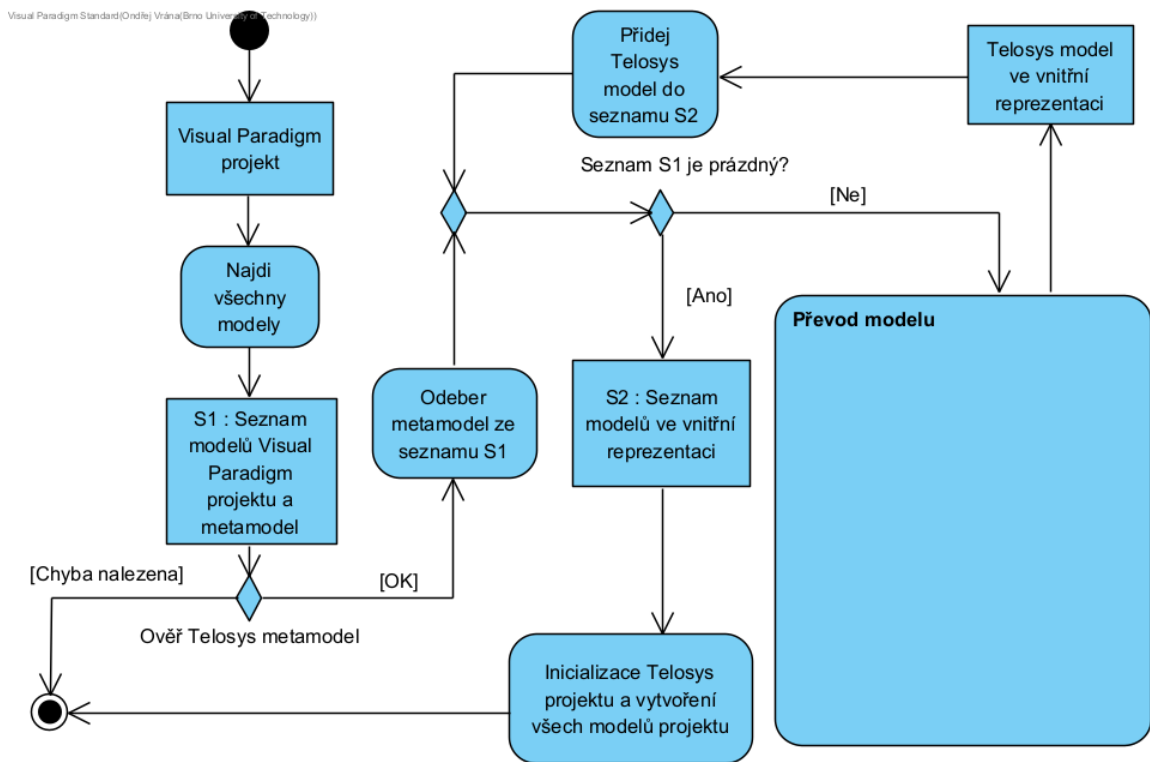 Visual Paradigm Standard(Ondřej Vrána(Brno University of Technology))
Visual Paradigm
projekt
Najdi
všechny
modely
S1 : Seznam
modelů Visual
Paradigm
projektu a
metamodel
[Chyba nalezena]
[OK]
Ověř Telosys metamodel
Odeber
metamodel ze
seznamu S1
Přidej
Telosys
model do
seznamu S2
Telosys model
ve vnitřní
reprezentaci
Seznam S1 je prázdný?
[Ne]
[Ano]
Převod modelu
S2 : Seznam
modelů ve vnitřní
reprezentaci
Inicializace Telosys
projektu a vytvoření
všech modelů projektu